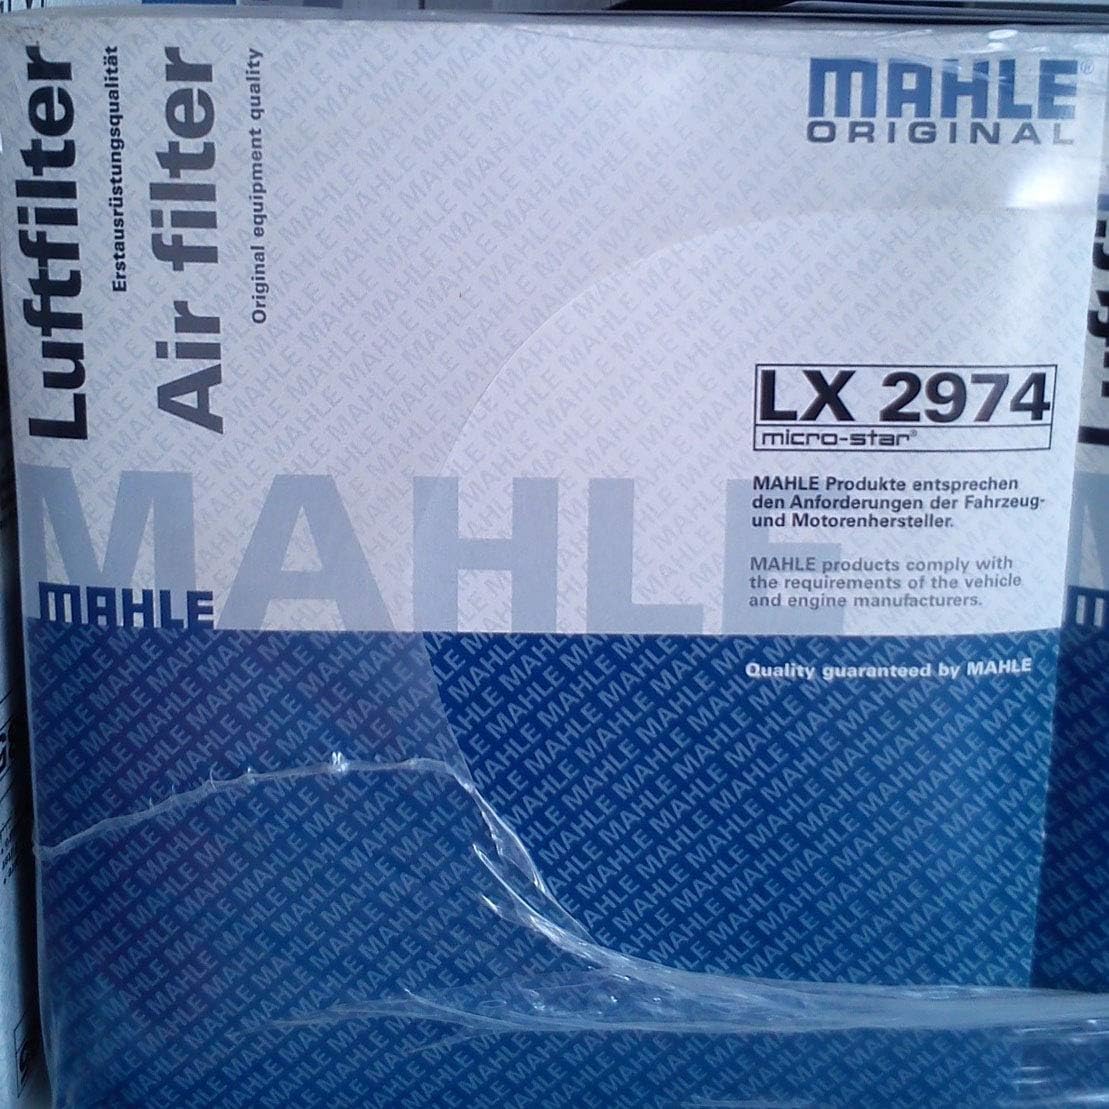 Luftfilter
Erstausrüstungsqualität
Air filter
Original equipment quality
MAHLE®
ORIGINAL
LX 2974
micro-star®
MAHLE Produkte entsprechen
den Anforderungen der Fahrzeug-
und Motorenhersteller.
MAHLE products comply with
the requirements of the vehicle
and engine manufacturers.
MAHLE
MAHLE
Quality guaranteed by MAHLE